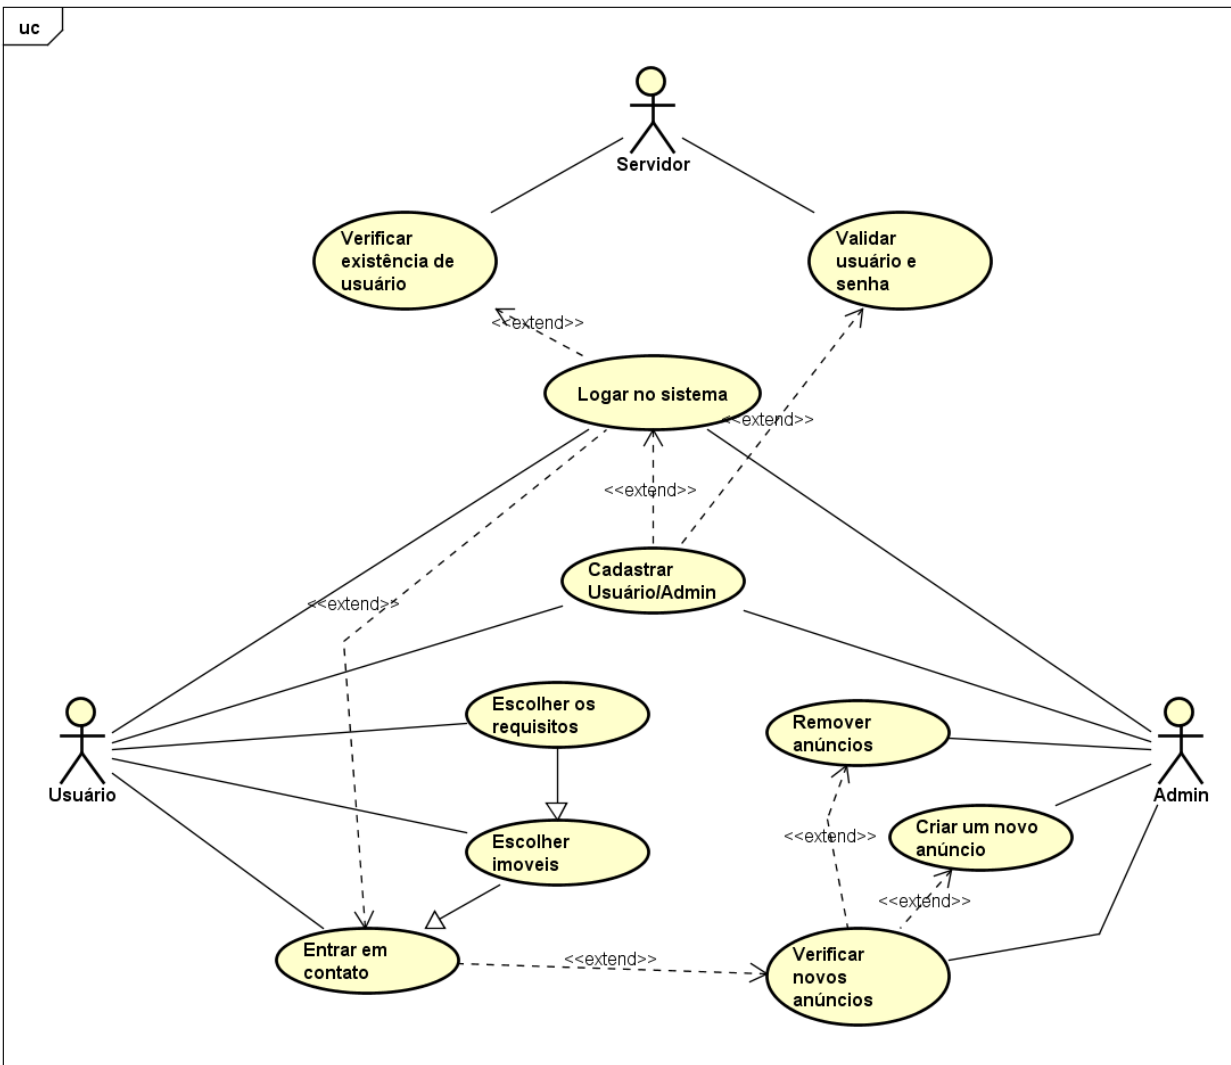 uc
Servidor
Verificar
existência de
usuário
Validar
usuário e
senha
<<extend>>
Logar no sistema
<<extend>>
<<extend>>
Cadastrar
Usuário/Admin
<<extend>>
Escolher os
requisitos
Remover
anúncios
Usuário
Admin
Escolher
imoveis
<<extend>>
Criar um novo
anúncio
<<extend>>
Entrar em
contato
<<extend>>
Verificar
novos
anúncios